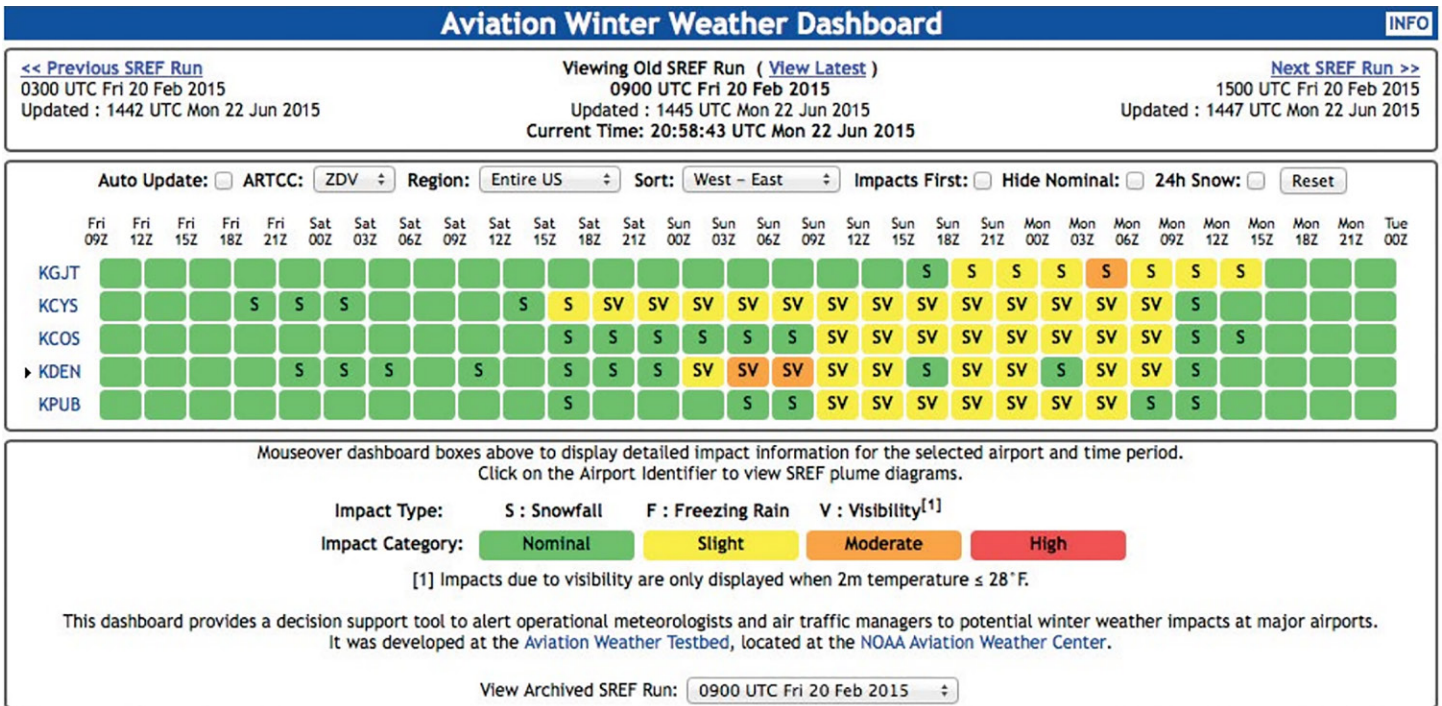 Aviation Winter Weather Dashboard INFO
<< Previous SREF Run
0300 UTC Fri 20 Feb 2015
Updated : 1442 UTC Mon 22 Jun 2015
Viewing Old SREF Run ( View Latest )
0900 UTC Fri 20 Feb 2015
Updated : 1445 UTC Mon 22 Jun 2015
Current Time: 20:58:43 UTC Mon 22 Jun 2015
Next SREF Run >>
1500 UTC Fri 20 Feb 2015
Updated : 1447 UTC Mon 22 Jun 2015
Auto Update: ARTCC: ZDV Region: Entire US Sort: West – East Impacts First: Hide Nominal: 24h Snow: Reset
Fri Fri Fri Fri Fri Sat Sat Sat Sat Sat Sat Sat Sat Sun Sun Sun Sun Sun Sun Sun Sun Mon Mon Mon Mon Mon Mon Mon Mon Tue
09Z 12Z 15Z 18Z 21Z 00Z 03Z 06Z 09Z 12Z 15Z 18Z 21Z 00Z 03Z 06Z 09Z 12Z 15Z 18Z 21Z 00Z 03Z 06Z 09Z 12Z 15Z 18Z 21Z 00Z
KGJT S S S S S S S S
KCYS S S S S S SV SV SV SV SV SV SV SV SV SV SV SV SV S
KCOS S S S S S S SV SV SV SV SV SV SV SV S S
KDEN S S S S S S S SV SV SV SV SV S SV SV S SV SV S
KPUB S S S SV SV SV SV SV SV SV S S
Mouseover dashboard boxes above to display detailed impact information for the selected airport and time period.
Click on the Airport Identifier to view SREF plume diagrams.
Impact Type: S : Snowfall F : Freezing Rain V : Visibility[1]
Impact Category: Nominal Slight Moderate High
[1] Impacts due to visibility are only displayed when 2m temperature ≤ 28°F.
This dashboard provides a decision support tool to alert operational meteorologists and air traffic managers to potential winter weather impacts at major airports.
It was developed at the Aviation Weather Testbed, located at the NOAA Aviation Weather Center.
View Archived SREF Run: 0900 UTC Fri 20 Feb 2015